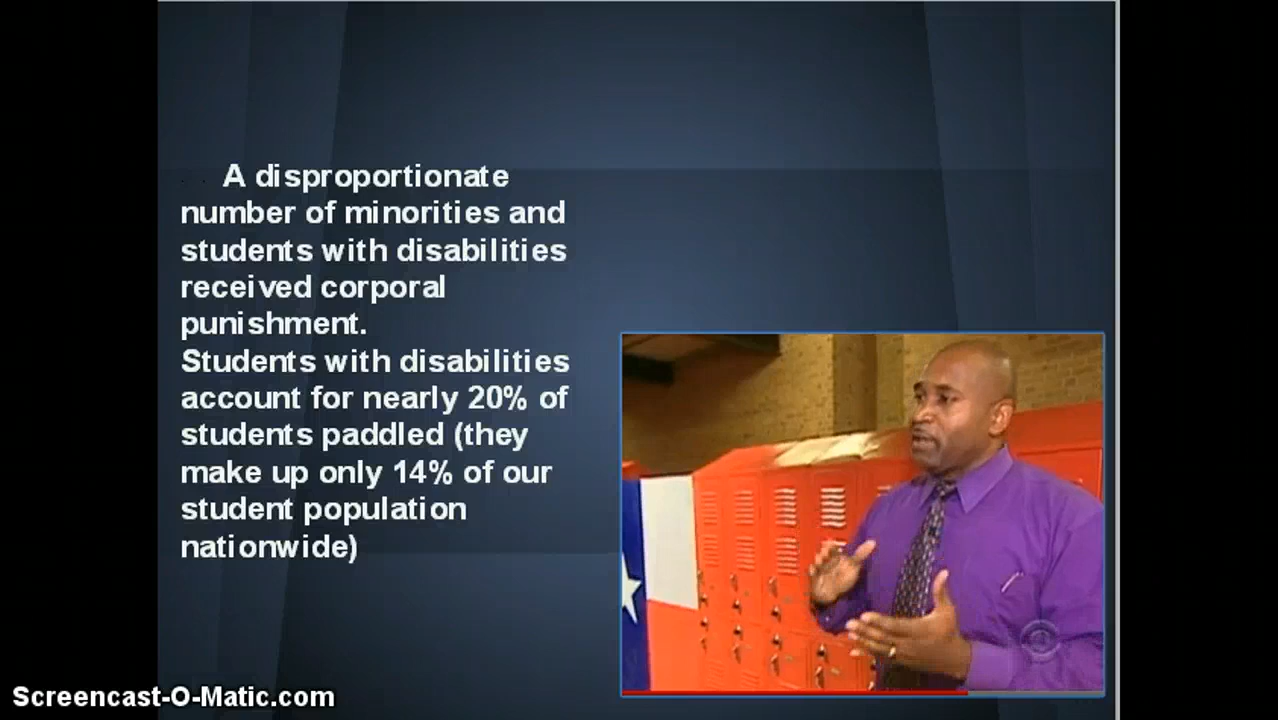 A disproportionate
number of minorities and
students with disabilities
received corporal
punishment.
Students with disabilities
account for nearly 20% of
students paddled (they
make up only 14% of our
student population
nationwide)
Screencast-O-Matic.com